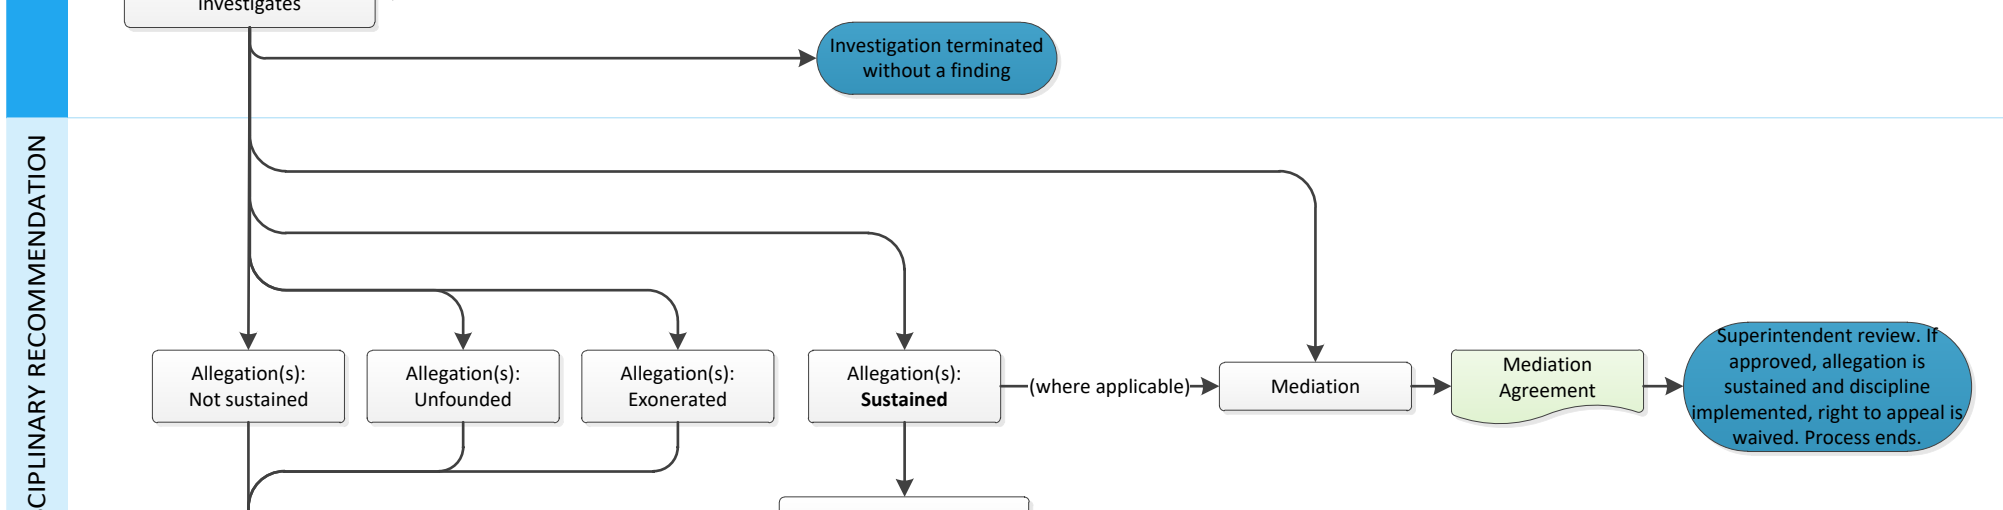 Investigates
Investigation terminated
without a finding
CIPLINARY RECOMMENDATION
Allegation(s):
Not sustained
Allegation(s):
Unfounded
Allegation(s):
Exonerated
Allegation(s):
Sustained
(where applicable)
Mediation
Mediation
Agreement
Superintendent review. If
approved, allegation is
sustained and discipline
implemented, right to appeal is
waived. Process ends.